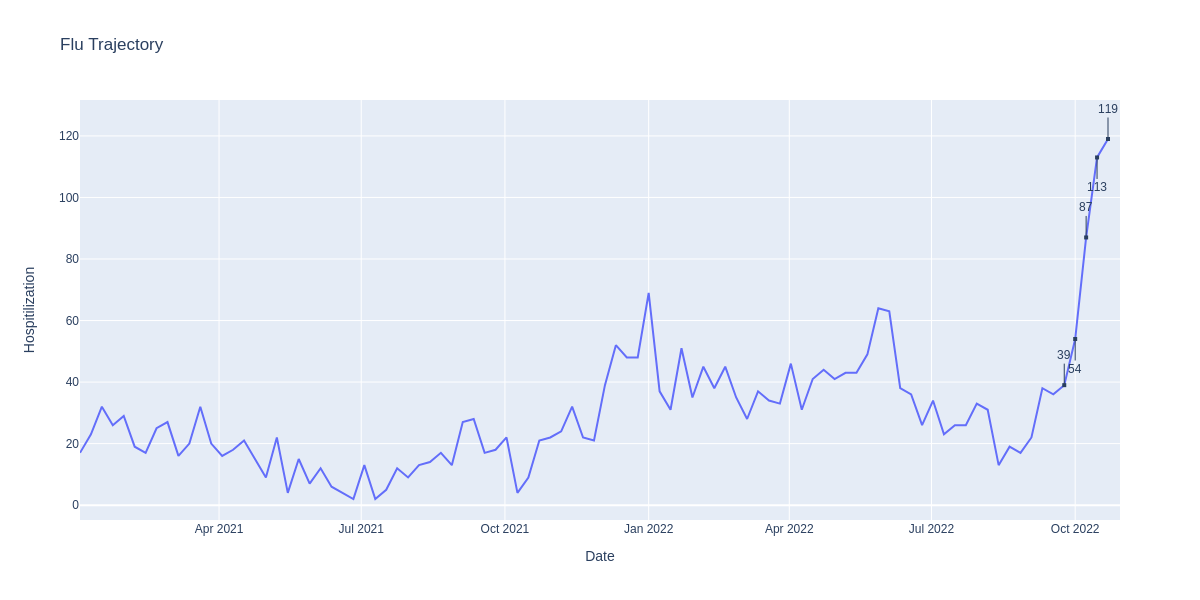 Flu Trajectory
119
120
113
100
87
80
Hospitilization
60
39
54
40
20
0
Apr 2021
Jul 2021
Oct 2021
Jan 2022
Apr 2022
Jul 2022
Oct 2022
Date